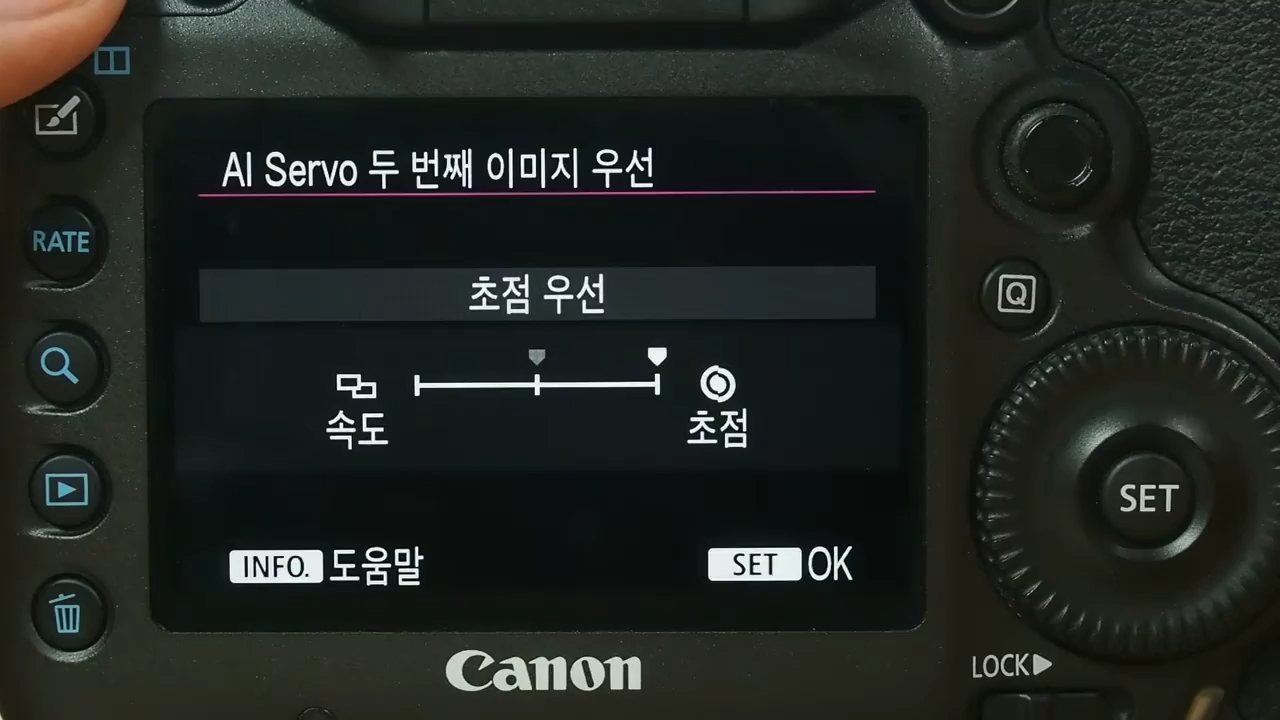 AI Servo 두 번째 이미지 우선
RATE
초점 우선
Q
속도
초점
SET
INFO. 도움말
SET OK
Canon
LOCK▶